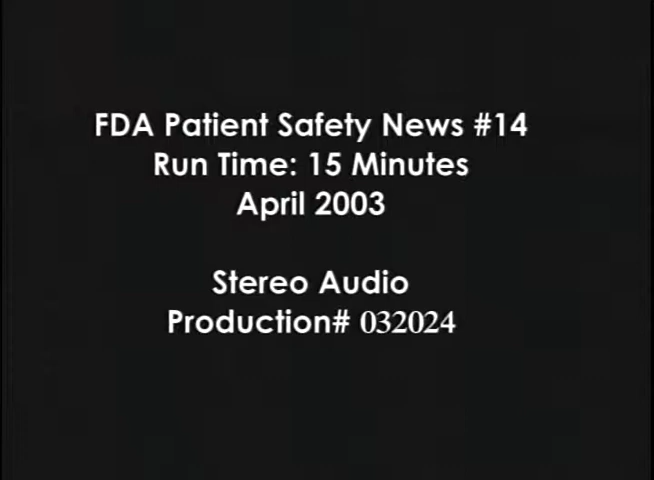 FDA Patient Safety News #14
Run Time: 15 Minutes
April 2003
Stereo Audio
Production# 032024